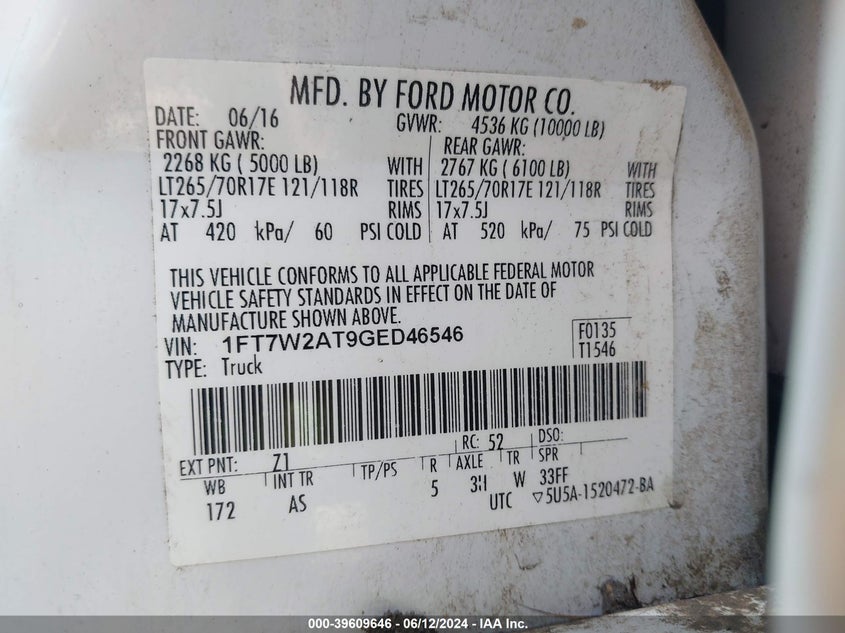 MFD. BY FORD MOTOR CO.
DATE: 06/16 GVWR: 4536 KG (10000 LB)
FRONT GAWR: REAR GAWR:
2268 KG ( 5000 LB) WITH 2767 KG ( 6100 LB) WITH
LT265/70R17E 121/118R TIRES LT265/70R17E 121/118R TIRES
17x7.5J RIMS 17x7.5J RIMS
AT 420 kPa/ 60 PSI COLD AT 520 kPa/ 75 PSI COLD
THIS VEHICLE CONFORMS TO ALL APPLICABLE FEDERAL MOTOR
VEHICLE SAFETY STANDARDS IN EFFECT ON THE DATE OF
MANUFACTURE SHOWN ABOVE.
VIN: 1FT7W2AT9GED46546 F0135
TYPE: Truck T1546
EXT PNT: Z1 RC: 52 DSO:
WB INT TR TP/PS R AXLE TR SPR
172 AS 5 3H W 33FF
UTC ▽5U5A-1520472-BA
000-39609646 - 06/12/2024 - IAA, Inc.